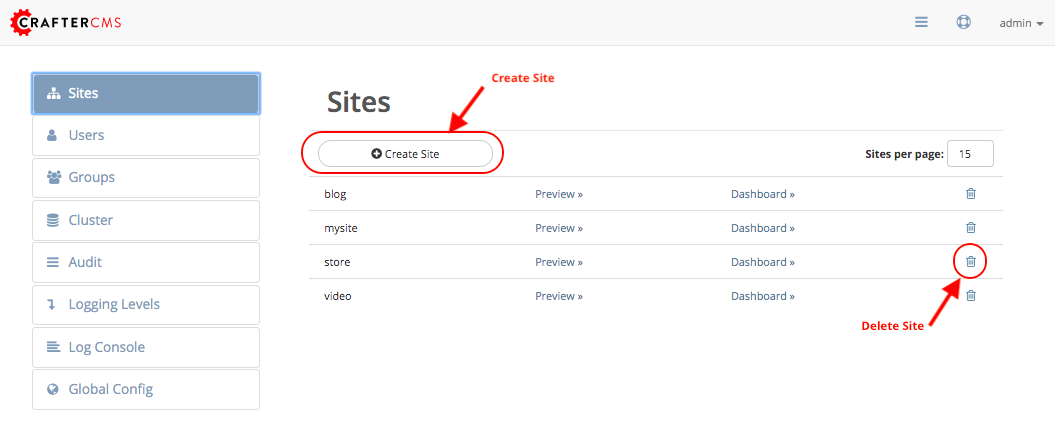 CRAFTERCMS
admin
Sites
Users
Groups
Cluster
Audit
Logging Levels
Log Console
Global Config
Create Site
Sites
Create Site
Sites per page: 15
blog Preview » Dashboard »
mysite Preview » Dashboard »
store Preview » Dashboard »
video Preview » Dashboard »
Delete Site